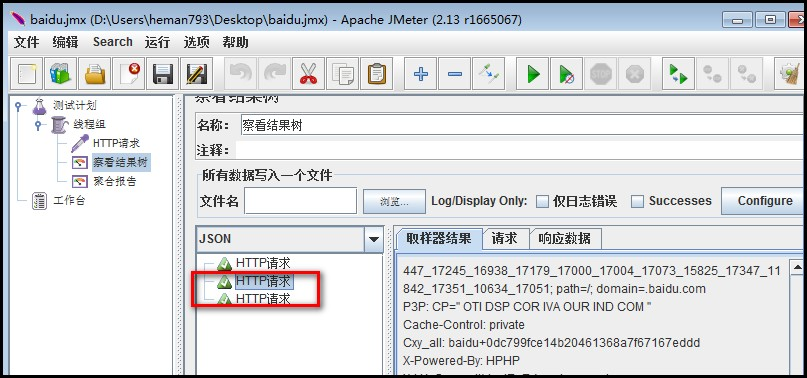 baidu.jmx (D:\Users\heman793\Desktop\baidu.jmx) - Apache JMeter (2.13 r1665067)
文件 编辑 Search 运行 选项 帮助
STOP
测试计划
线程组
HTTP请求
察看结果树
聚合报告
工作台
察看结果树
名称： 察看结果树
注释：
所有数据写入一个文件
文件名 浏览... Log/Display Only: 仅日志错误 Successes Configure
JSON
HTTP请求
HTTP请求
HTTP请求
取样器结果 请求 响应数据
447_17245_16938_17179_17000_17004_17073_15825_17347_11
842_17351_10634_17051; path=/; domain=.baidu.com
P3P: CP=" OTI DSP COR IVA OUR IND COM "
Cache-Control: private
Cxy_all: baidu+0dc799fce14b20461368a7f67167eddd
X-Powered-By: HPHP